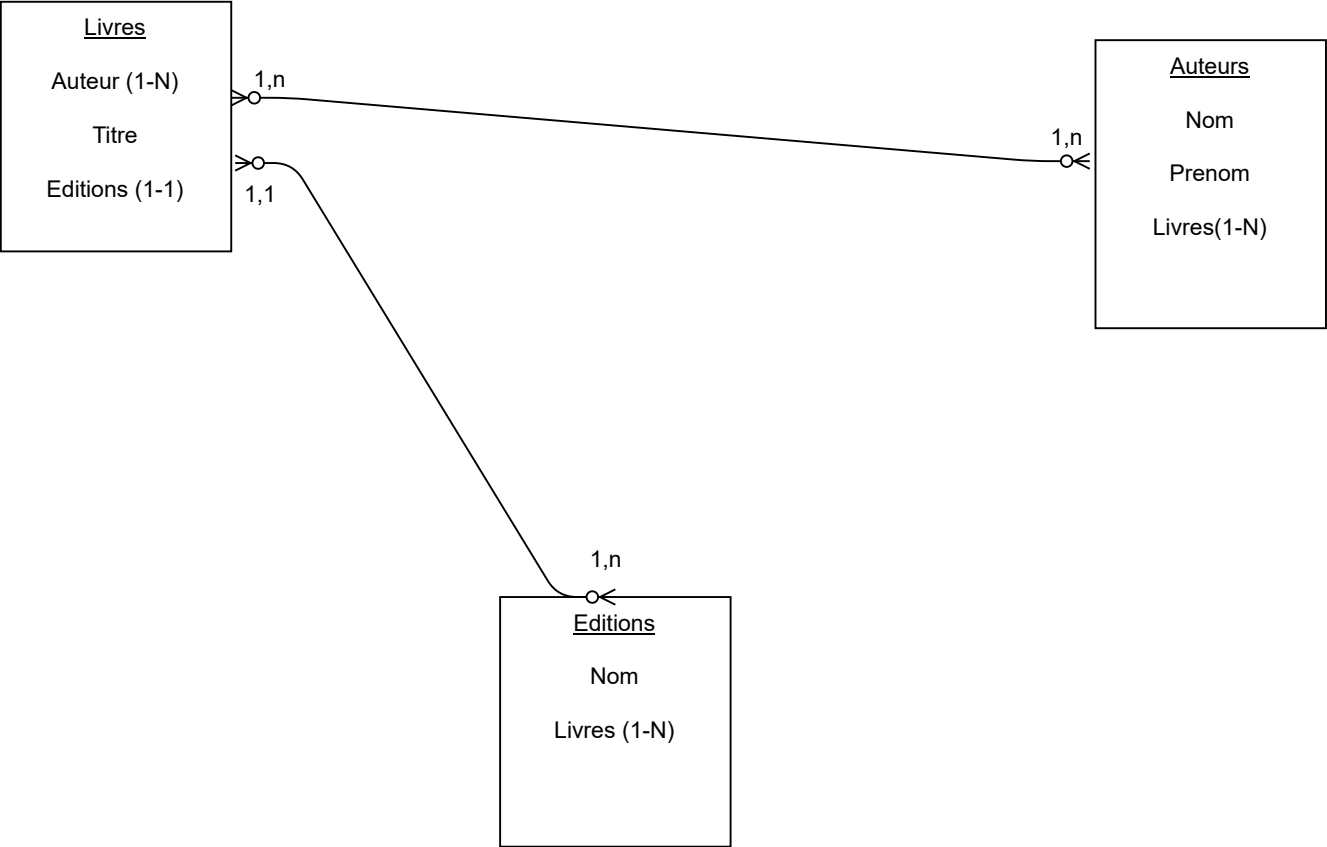 Livres
Auteur (1-N)
Titre
Editions (1-1)
1,n
1,1
1,n
Auteurs
Nom
Prenom
Livres(1-N)
1,n
Editions
Nom
Livres (1-N)